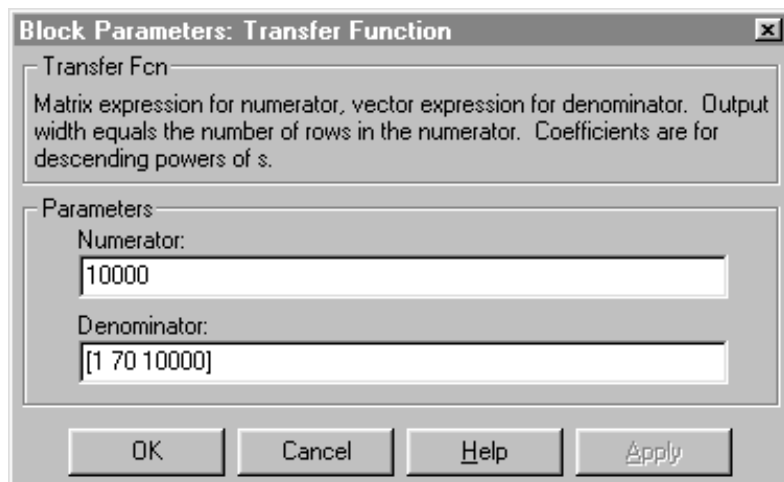 Block Parameters: Transfer Function
Transfer Fcn
Matrix expression for numerator, vector expression for denominator. Output
width equals the number of rows in the numerator. Coefficients are for
descending powers of s.
Parameters
Numerator:
10000
Denominator:
[1 70 10000]
OK Cancel Help Apply